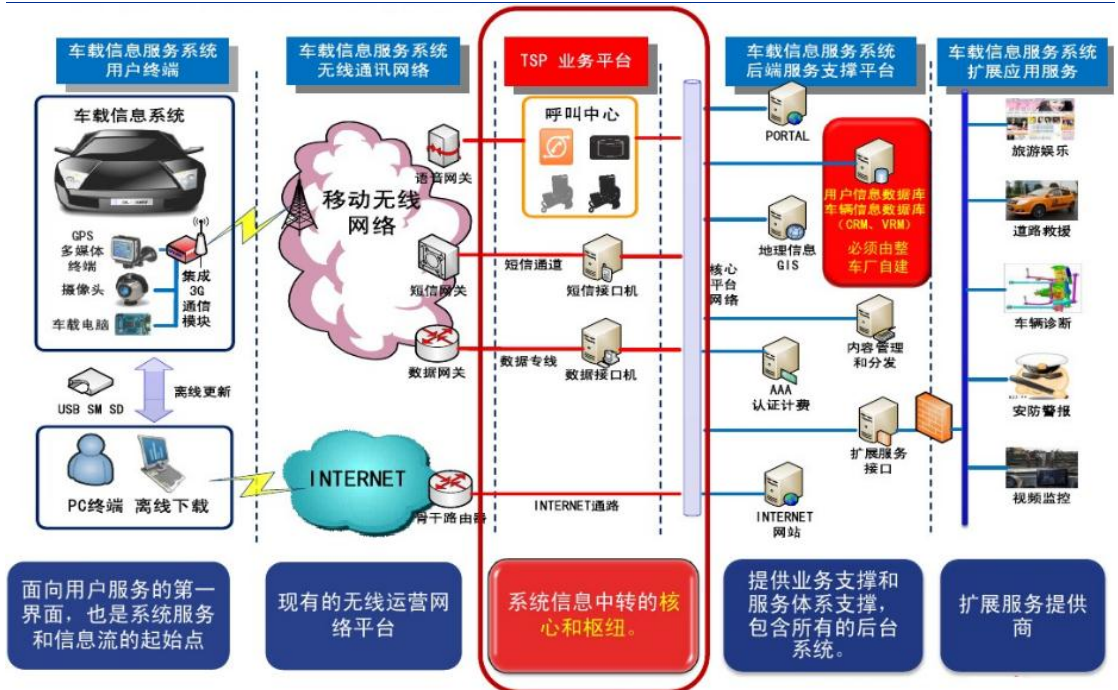 车载信息服务系统
用户终端
车载信息服务系统
无线通讯网络
TSP 业务平台
车载信息服务系统
后端服务支撑平台
车载信息服务系统
扩展应用服务
车载信息系统
GPS
多媒体
终端
摄像头
车载电脑
集成
3G
通信
模块
USB SM SD
离线更新
PC终端
离线下载
移动无线
网络
语音网关
短信网关
数据网关
INTERNET
骨干路由器
呼叫中心
短信通道
短信接口机
数据专线
数据接口机
INTERNET通路
核心
平台
网络
PORTAL
用户信息数据库
车辆信息数据库
（CRM、VRM）
必须由整
车厂自建
地理信息
GIS
内容管理
和分发
AAA
认证计费
扩展服务
接口
INTERNET
网站
旅游娱乐
道路救援
车辆诊断
安防警报
视频监控
面向用户服务的第一
界面，也是系统服务
和信息流的起始点
现有的无线运营网
络平台
系统信息中转的核
心和枢纽。
提供业务支撑和
服务体系支撑，
包含所有的后台
系统。
扩展服务提供
商